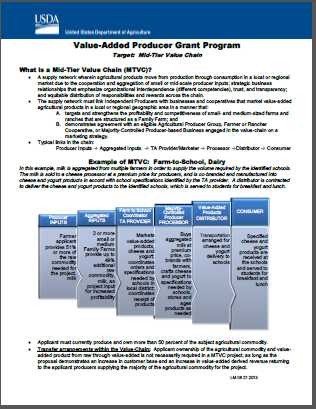 USDA
United States Department of Agriculture
Value-Added Producer Grant Program
Target: Mid-Tier Value Chain
What is a Mid-Tier Value Chain (MTVC)?
• A supply network wherein agricultural products move from production through consumption in a local or regional
market due to the cooperation and aggregation of small or mid-scale producer inputs; strategic business
relationships that emphasize organizational interdependence (different competencies), trust, and transparency;
and equitable distribution of responsibilities and rewards across the chain.
• The supply network must link Independent Producers with businesses and cooperatives that market value-added
agricultural products in a local or regional geographic area in a manner that:
A. targets and strengthens the profitability and competitiveness of small- and medium-sized farms and
ranches that are structured as a Family Farm; and
B. demonstrates agreement with an eligible Agricultural Producer Group, Farmer or Rancher
Cooperative, or Majority-Controlled Producer-based Business engaged in the value-chain on a
marketing strategy.
• Typical links in the chain:
Producer Inputs → Aggregated Inputs → TA Provider/Marketer → Processor → Distributor → Consumer
Example of MTVC: Farm-to-School, Dairy
In this example, milk is aggregated from multiple farmers in order to supply the volume required by the identified schools.
The milk is sold to a cheese processor at a premium price for producers, and is co-branded and manufactured into
cheese and yogurt products in accord with school specifications identified by the TA provider. A distributor is contracted
to deliver the cheese and yogurt products to the identified schools, which is served to students for breakfast and lunch.
Producer
INPUTS
Farmer
applicant
provides 51%
or more of
the raw
commodity
needed for
the project,
milk
Aggregated
INPUTS
2 or more
small or
medium
Family Farms
provide up to
49%
additional
raw
commodity,
milk, as
project input
for increased
profitability
Farm to School
Coordinator
TA PROVIDER
Markets
value-added
products,
cheese and
yogurt;
coordinates
orders and
specifications
needed by
schools in
local district;
coordinates
receipt of
products
Majority-
Controlled
Producer
PROCESSOR
Buys
aggregated
milk at
premium
price, co-
brands with
farmers,
crafts cheese
and yogurt to
specifications
needed by
schools;
stores and
ages
products as
needed
Value-Added
Products
DISTRIBUTOR
Transportation
arranged for
cheese and
yogurt
delivery to
schools
CONSUMER
Specified
cheese and
yogurt
products are
received at
the schools
and served to
students for
breakfast and
lunch
• Applicant must currently produce and own more than 50 percent of the subject agricultural commodity.
• Transfer arrangements within the Value-Chain: Applicant ownership of the agricultural commodity and value-
added product from raw through value-added is not necessarily required in a MTVC project, as long as the
proposal demonstrates an increase in customer base and an increase in value-added derived revenue returning
to the applicant producers supplying the majority of the agricultural commodity for the project.
LM 06 21 2013